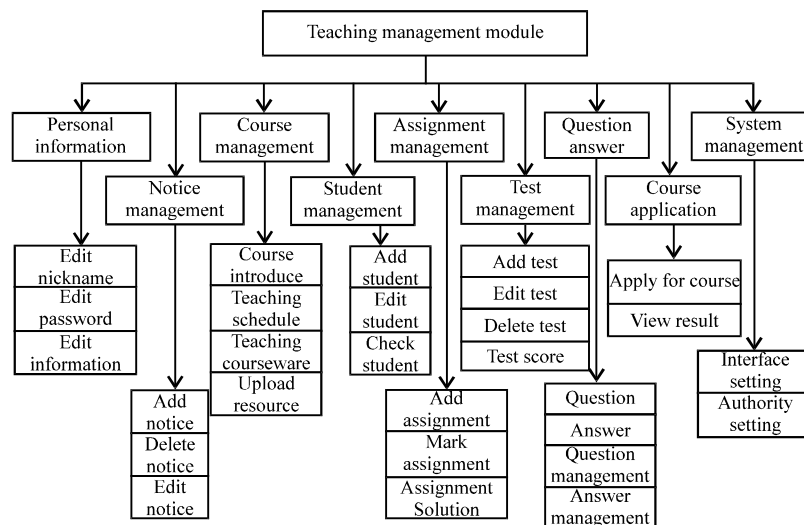 Teaching management module
Personal
information
Course
management
Assignment
management
Question
answer
System
management
Notice
management
Student
management
Test
management
Course
application
Edit
nickname
Edit
password
Edit
information
Course
introduce
Teaching
schedule
Teaching
courseware
Upload
resource
Add
student
Edit
student
Check
student
Add test
Edit test
Delete test
Test score
Apply for course
View result
Interface
setting
Authority
setting
Add
notice
Delete
notice
Edit
notice
Add
assignment
Mark
assignment
Assignment
Solution
Question
Answer
Question
management
Answer
management